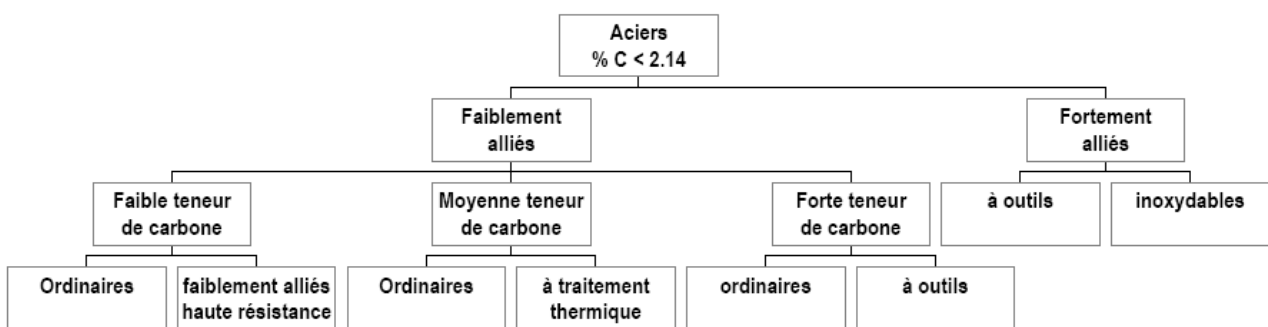 Aciers
% C < 2.14
Faiblement
alliés
Fortement
alliés
Faible teneur
de carbone
Moyenne teneur
de carbone
Forte teneur
de carbone
à outils
inoxydables
Ordinaires
faiblement alliés
haute résistance
Ordinaires
à traitement
thermique
ordinaires
à outils